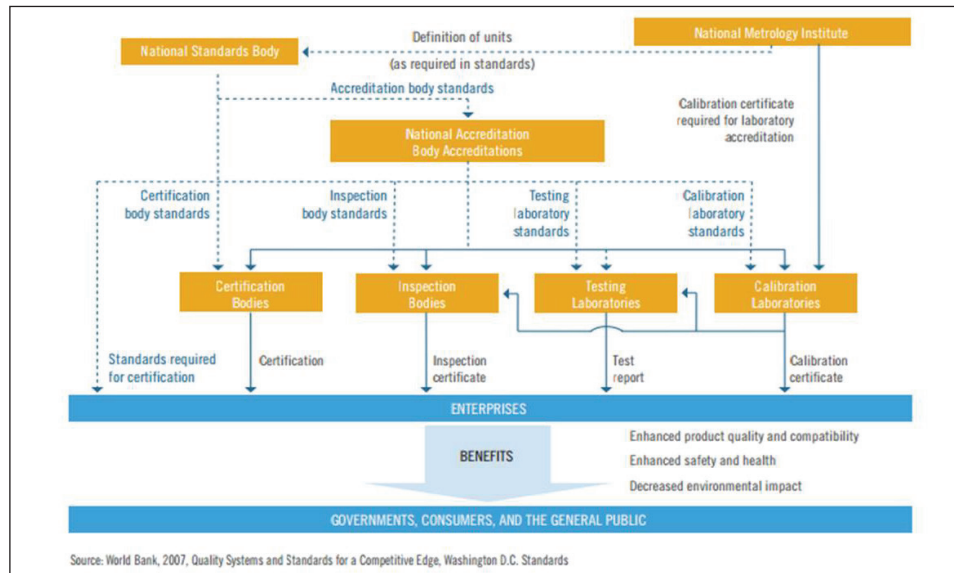 National Standards Body
Definition of units
(as required in standards)
National Metrology Institute
Accreditation body standards
Calibration certificate
required for laboratory
accreditation
National Accreditation
Body Accreditations
Certification
body standards
Inspection
body standards
Testing
laboratory
standards
Calibration
laboratory
standards
Certification
Bodies
Inspection
Bodies
Testing
Laboratories
Calibration
Laboratories
Standards required
for certification
Certification
Inspection
certificate
Test
report
Calibration
certificate
ENTERPRISES
BENEFITS
Enhanced product quality and compatibility
Enhanced safety and health
Decreased environmental impact
GOVERNMENTS, CONSUMERS, AND THE GENERAL PUBLIC
Source: World Bank, 2007, Quality Systems and Standards for a Competitive Edge, Washington D.C. Standards